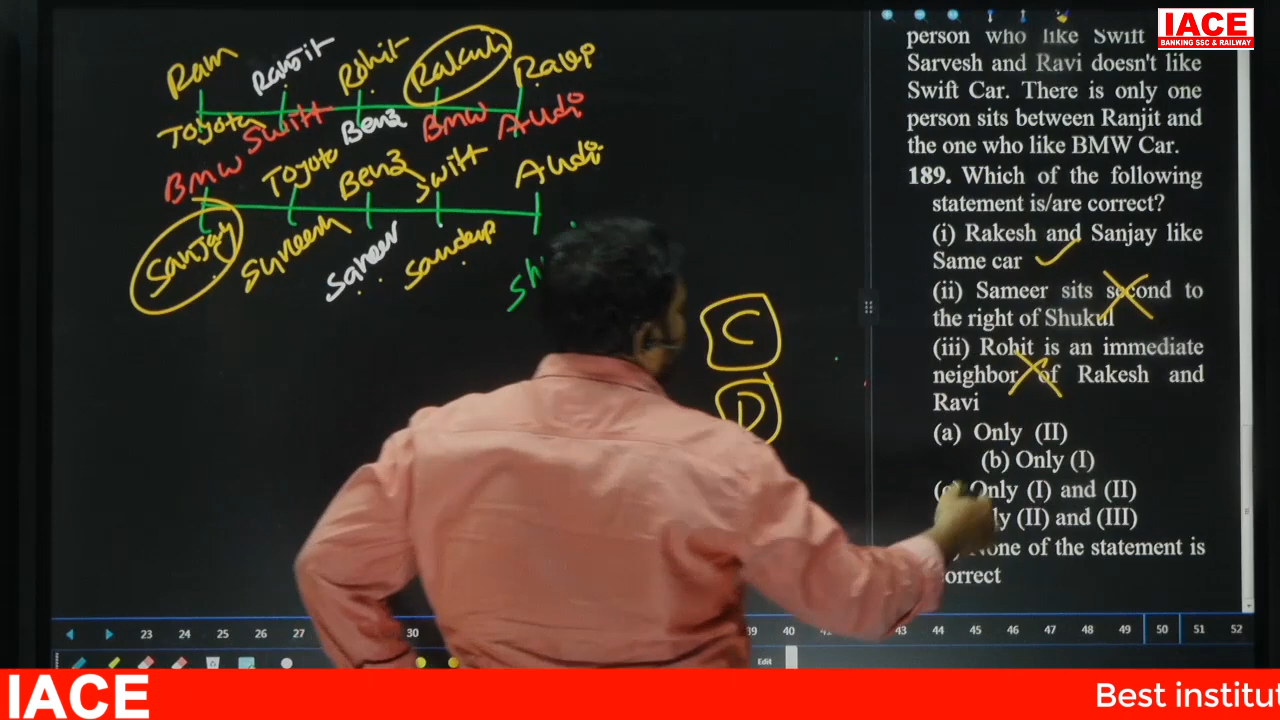 IACE
BANKING SSC & RAILWAY
Ram Ranjit Rohit Rakesh Ravi
Toyota Swift Benz BMW Audi
BMW Toyota Benz Swift Audi
Sanjay Suresh Sameer Sandeep
C
D
person who like Swift
Sarvesh and Ravi doesn't like
Swift Car. There is only one
person sits between Ranjit and
the one who like BMW Car.
189. Which of the following
statement is/are correct?
(i) Rakesh and Sanjay like
Same car
(ii) Sameer sits second to
the right of Shukul
(iii) Rohit is an immediate
neighbor of Rakesh and
Ravi
(a) Only (II)
(b) Only (I)
Only (I) and (II)
(II) and (III)
None of the statement is
correct
23 24 25 26 27 30 40 43 44 45 46 47 48 49 50 51 52
Edit
IACE
Best institut